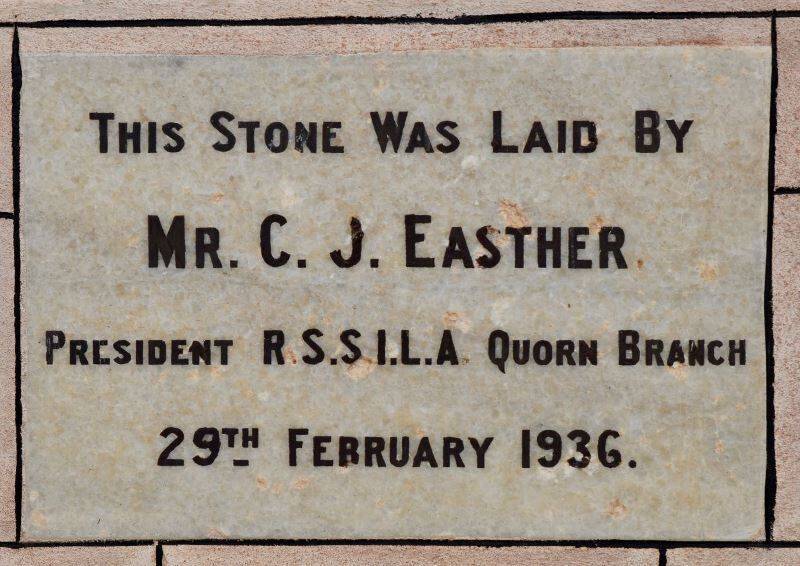 THIS STONE WAS LAID BY
MR. C. J. EASTHER
PRESIDENT R.S.S.I.L.A. QUORN BRANCH
29TH FEBRUARY 1936.